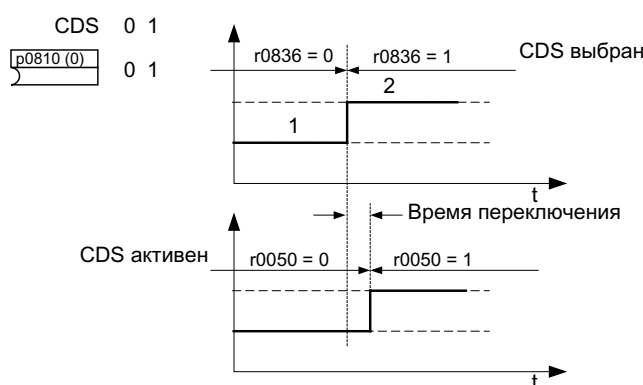 CDS 0 1
p0810 (0) 0 1
r0836 = 0 r0836 = 1 CDS выбран
2
1
t
Время переключения
CDS активен
r0050 = 0 r0050 = 1
t